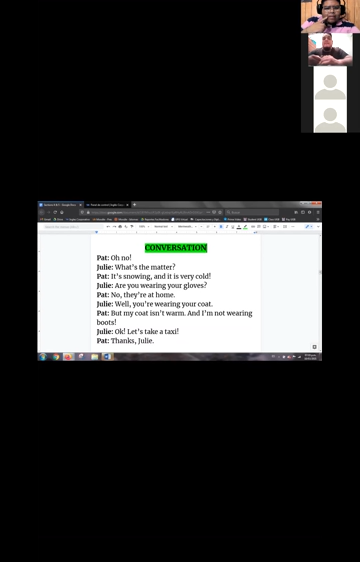 CONVERSATION
Pat: Oh no!
Julie: What's the matter?
Pat: It's snowing, and it is very cold!
Julie: Are you wearing your gloves?
Pat: No, they're at home.
Julie: Well, you're wearing your coat.
Pat: But my coat isn't warm. And I'm not wearing
boots!
Julie: Ok! Let's take a taxi!
Pat: Thanks, Julie.